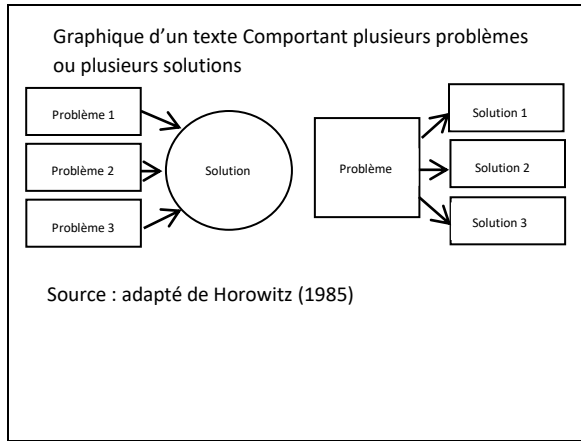 Graphique d’un texte Comportant plusieurs problèmes
ou plusieurs solutions
Problème 1
Problème 2
Problème 3
Solution
Problème
Solution 1
Solution 2
Solution 3
Source : adapté de Horowitz (1985)